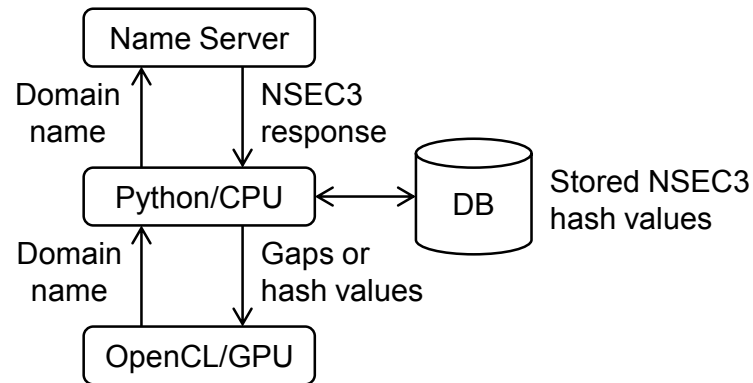 Name Server
Domain
name
NSEC3
response
Python/CPU
DB
Stored NSEC3
hash values
Domain
name
Gaps or
hash values
OpenCL/GPU